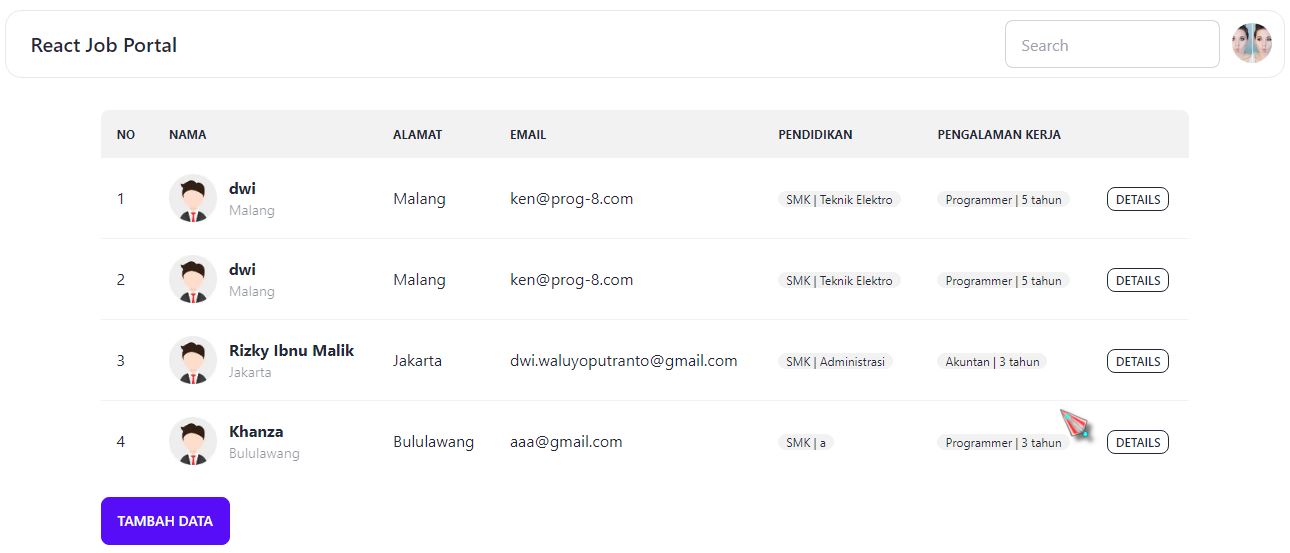 React Job Portal Search
NO NAMA ALAMAT EMAIL PENDIDIKAN PENGALAMAN KERJA
1 dwi Malang Malang ken@prog-8.com SMK | Teknik Elektro Programmer | 5 tahun DETAILS
2 dwi Malang Malang ken@prog-8.com SMK | Teknik Elektro Programmer | 5 tahun DETAILS
3 Rizky Ibnu Malik Jakarta Jakarta dwi.waluyoputranto@gmail.com SMK | Administrasi Akuntan | 3 tahun DETAILS
4 Khanza Bululawang Bululawang aaa@gmail.com SMK | a Programmer | 3 tahun DETAILS
TAMBAH DATA